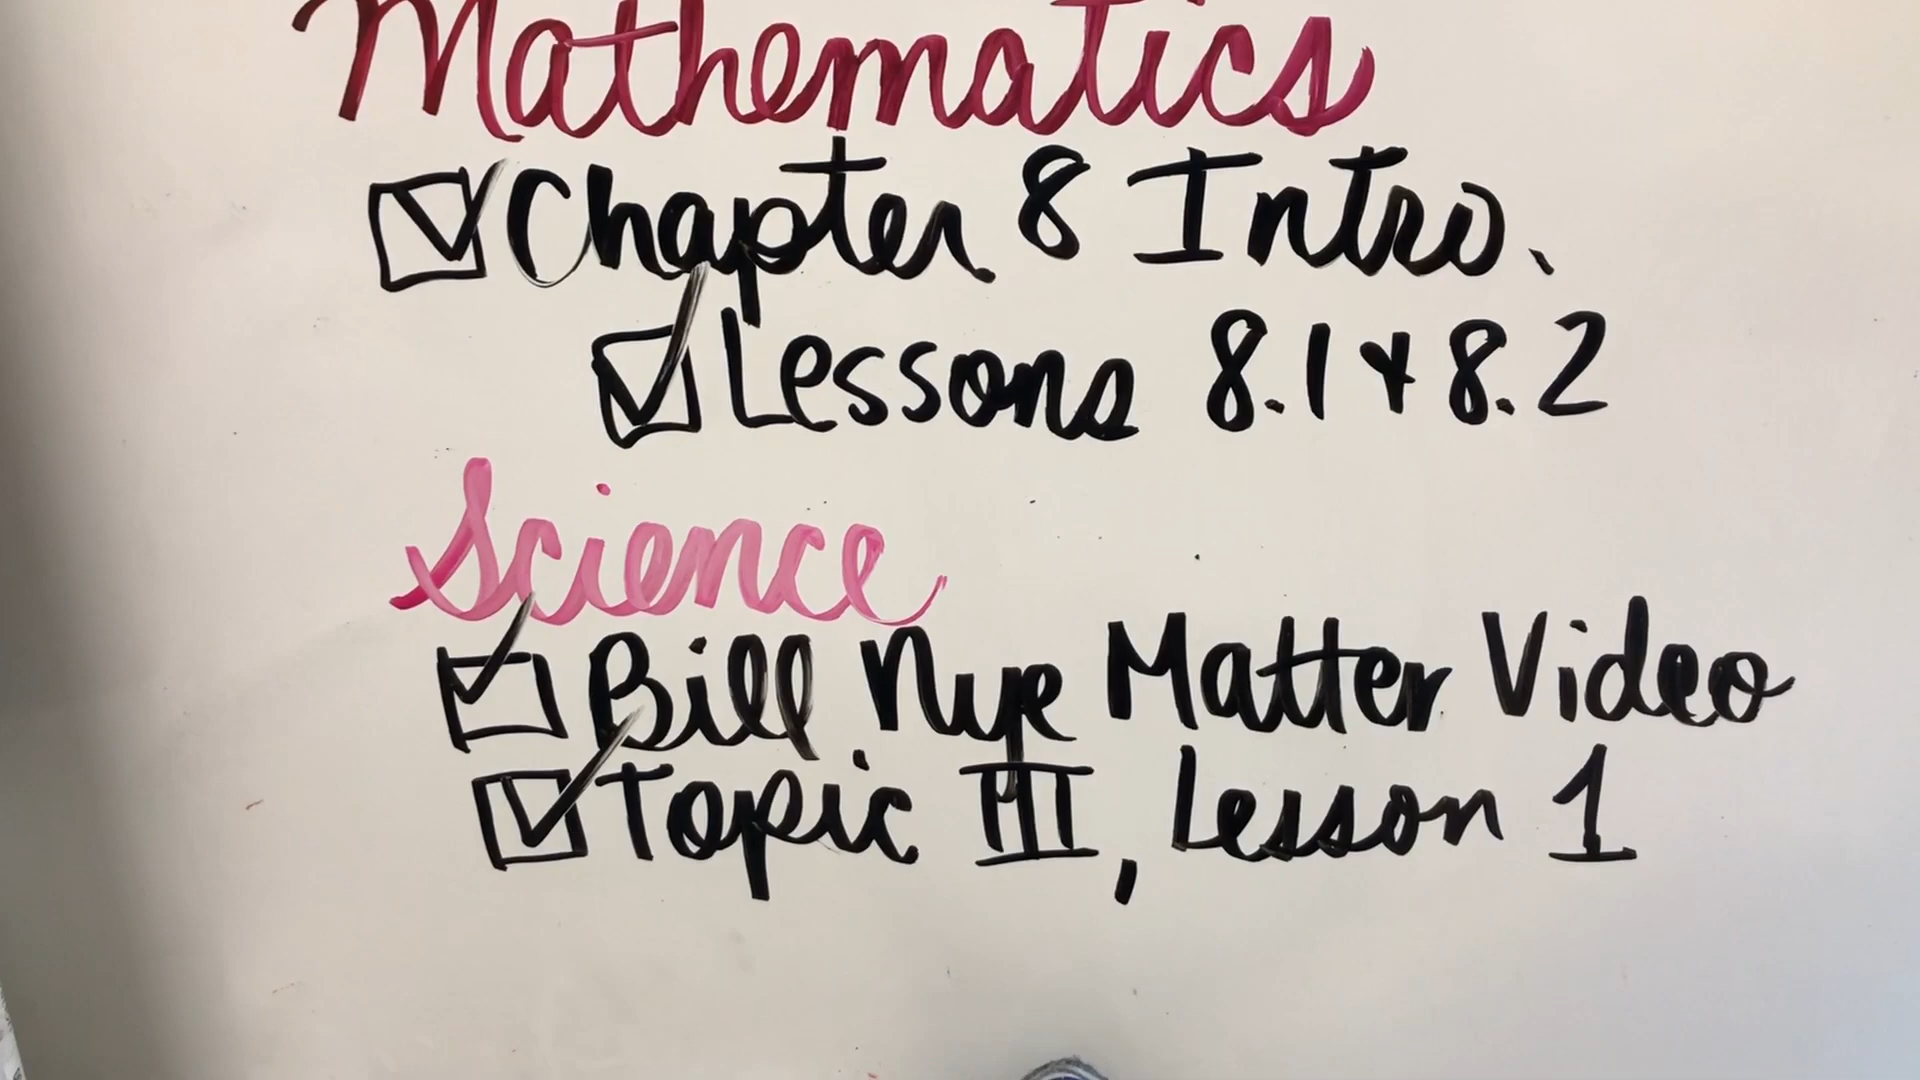 Mathematics
☑ Chapter 8 Intro.
☑ Lessons 8.1 & 8.2
Science
☑ Bill Nye Matter Video
☑ Topic III, Lesson 1